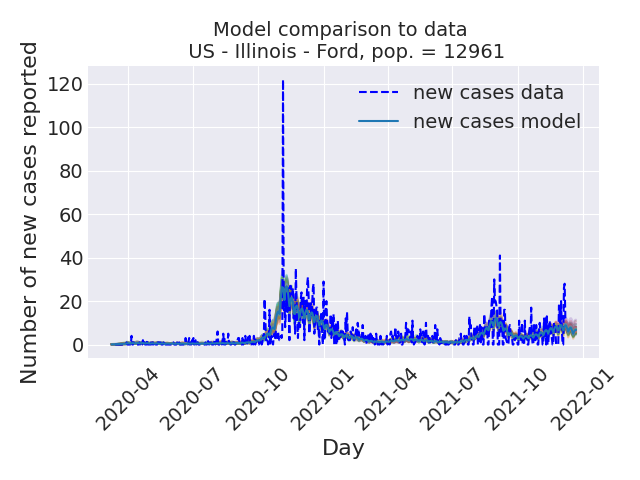 Model comparison to data
US - Illinois - Ford, pop. = 12961
Number of new cases reported
120
100
80
60
40
20
0
new cases data
new cases model
2020-04
2020-07
2020-10
2021-01
2021-04
2021-07
2021-10
2022-01
Day